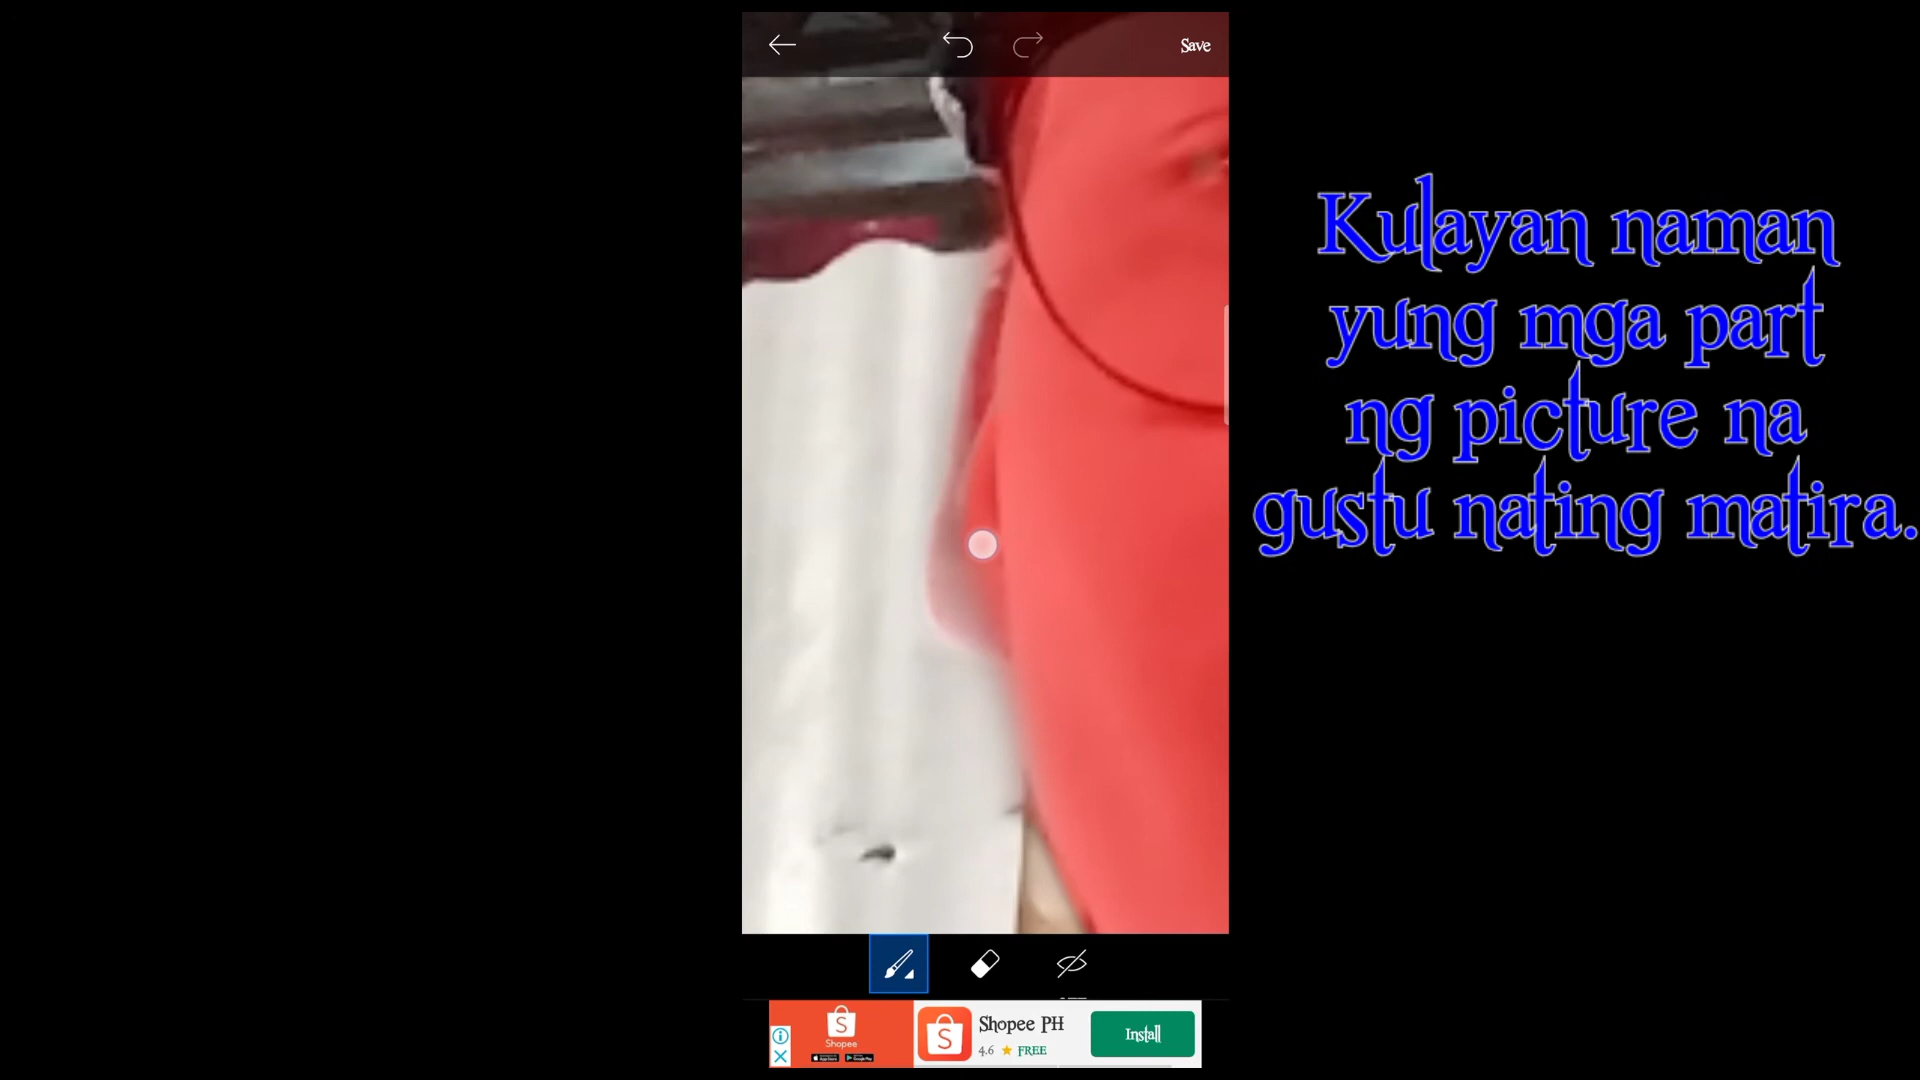 Save
Kulayan naman
yung mga part
ng picture na
gustu nating matira.
Shopee
Shopee PH
4.6 ★ FREE
Install